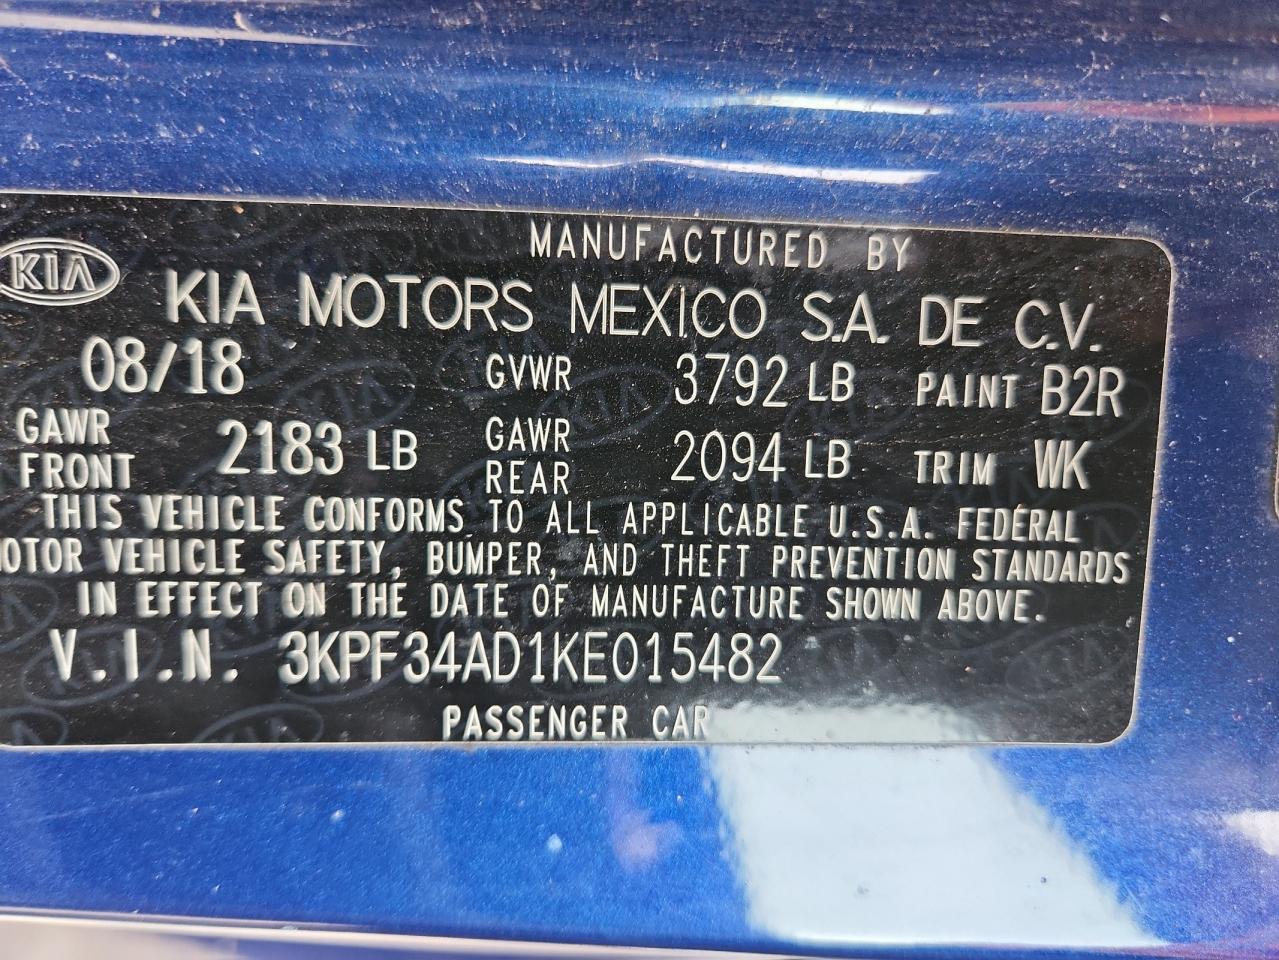 MANUFACTURED BY
KIA
KIA MOTORS MEXICO S.A. DE C.V.
08/18 GVWR 3792 LB PAINT B2R
GAWR FRONT 2183 LB GAWR REAR 2094 LB TRIM WK
THIS VEHICLE CONFORMS TO ALL APPLICABLE U.S.A. FEDERAL
MOTOR VEHICLE SAFETY, BUMPER, AND THEFT PREVENTION STANDARDS
IN EFFECT ON THE DATE OF MANUFACTURE SHOWN ABOVE.
V.I.N. 3KPF34AD1KE015482
PASSENGER CAR